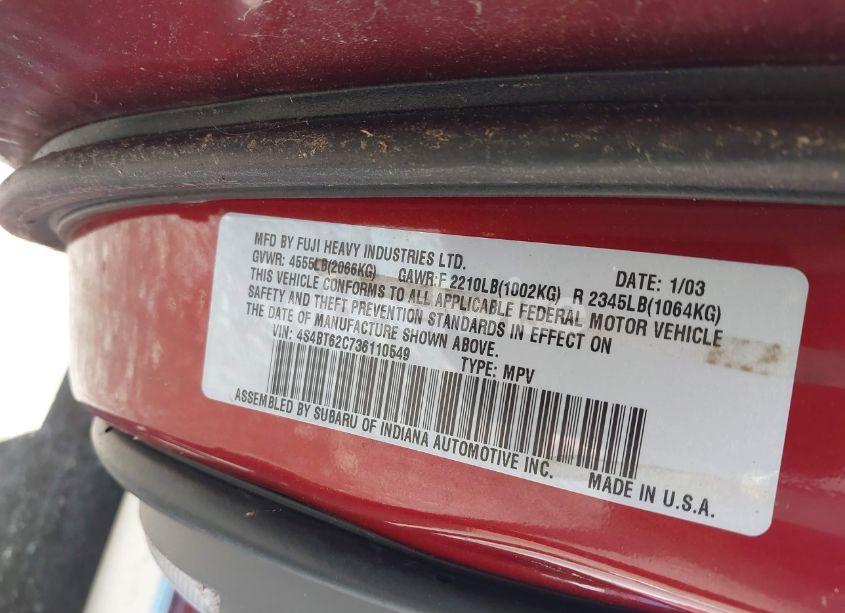 MFD BY FUJI HEAVY INDUSTRIES LTD. DATE: 1/03
GVWR: 4555LB(2066KG) GAWR:F 2210LB(1002KG) R 2345LB(1064KG)
THIS VEHICLE CONFORMS TO ALL APPLICABLE FEDERAL MOTOR VEHICLE
SAFETY AND THEFT PREVENTION STANDARDS IN EFFECT ON
THE DATE OF MANUFACTURE SHOWN ABOVE.
VIN: 4S4BT62C736110549 TYPE: MPV
ASSEMBLED BY SUBARU OF INDIANA AUTOMOTIVE INC.
MADE IN U.S.A.